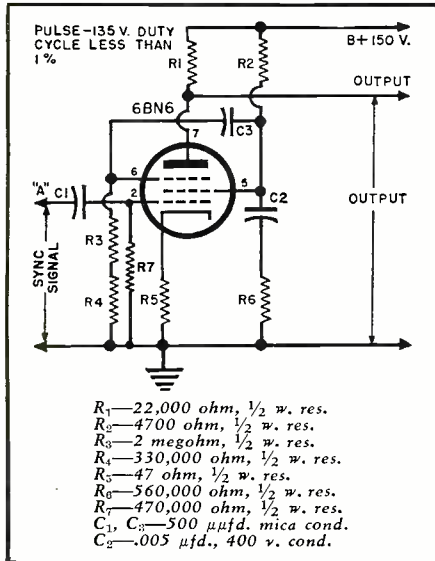 PULSE-135 V. DUTY
CYCLE LESS THAN
1%
R1
R2
B+ 150 V.
OUTPUT
6BN6
7
C3
6
5
"A"
C1
2
C2
OUTPUT
SYNC
SIGNAL
R3
R7
R4
R5
R6
R₁—22,000 ohm, ½ w. res.
R₂—4700 ohm, ½ w. res.
R₃—2 megohm, ½ w. res.
R₄—330,000 ohm, ½ w. res.
R₅—47 ohm, ½ w. res.
R₆—560,000 ohm, ½ w. res.
R₇—470,000 ohm, ½ w. res.
C₁, C₃—500 μμfd. mica cond.
C₂—.005 μfd., 400 v. cond.